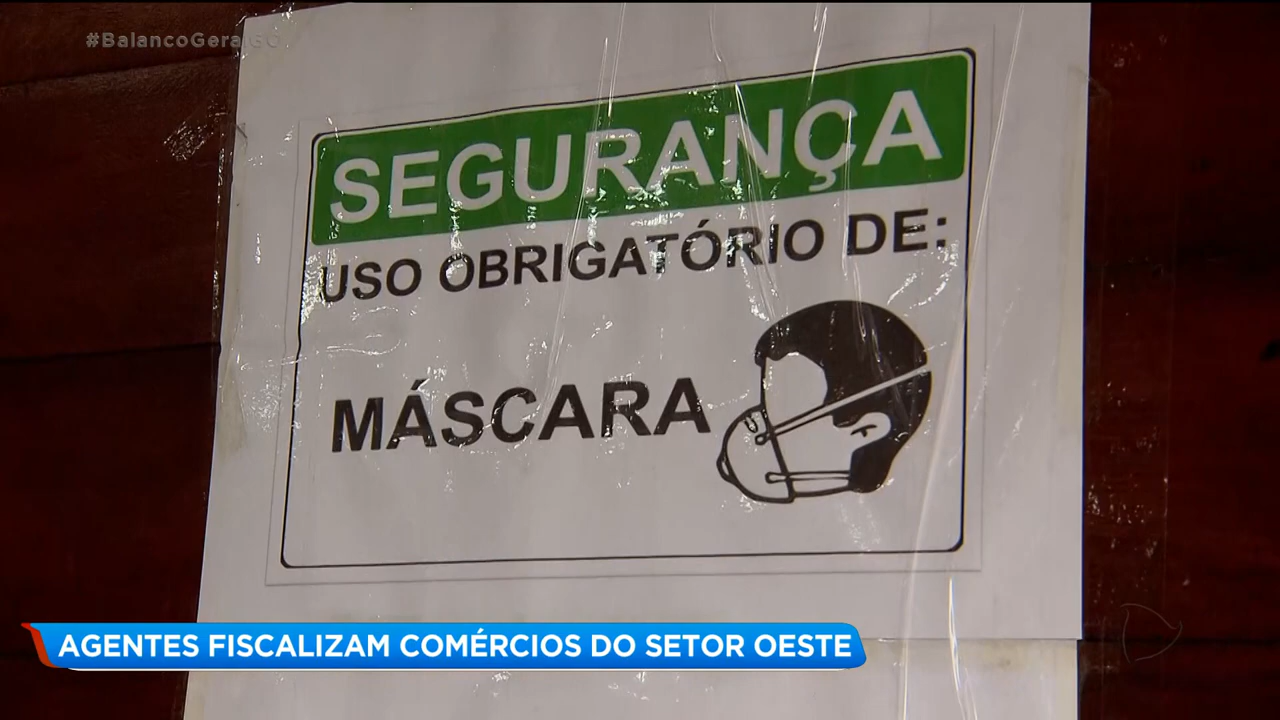 #BalancoGeralGO
SEGURANÇA
USO OBRIGATÓRIO DE:
MÁSCARA
AGENTES FISCALIZAM COMÉRCIOS DO SETOR OESTE